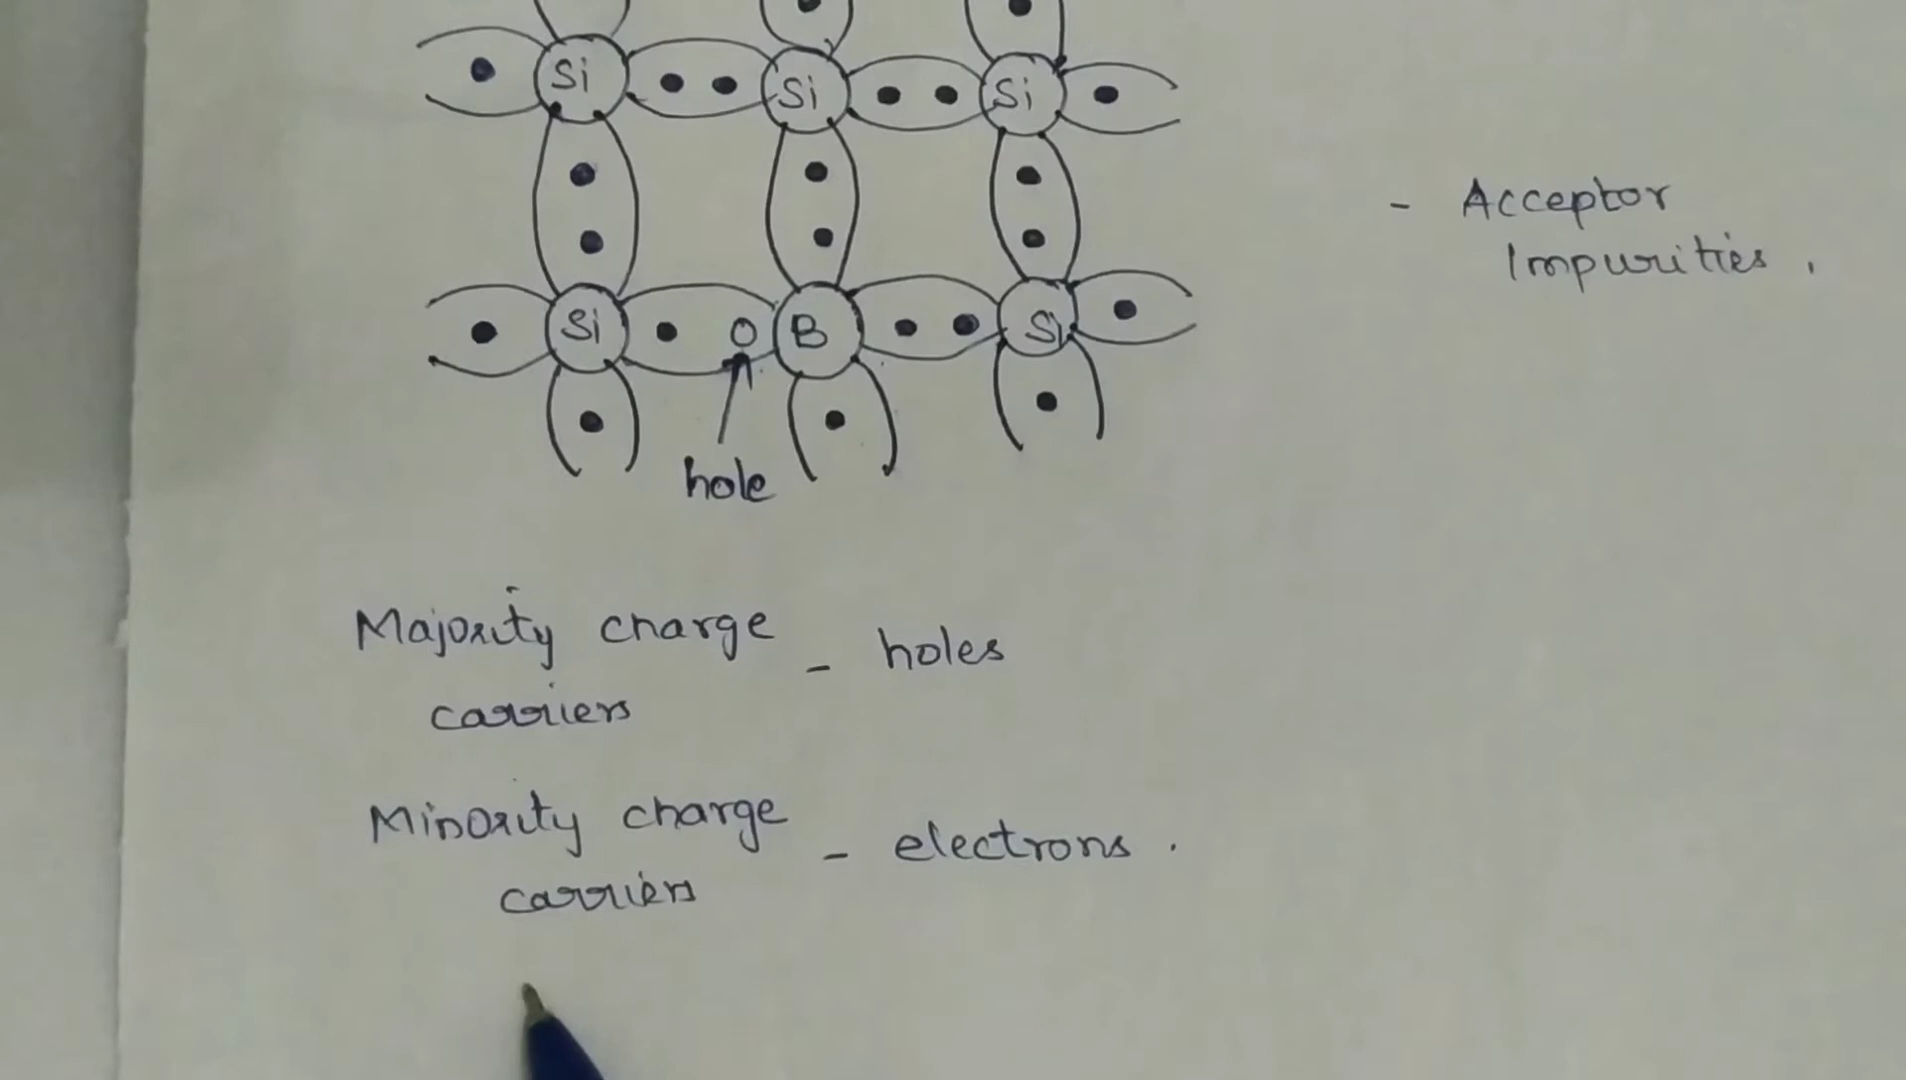 Si Si Si
- Acceptor
Impurities.
Si B Si
hole
Majority charge
carriers - holes
Minority charge
carriers - electrons.